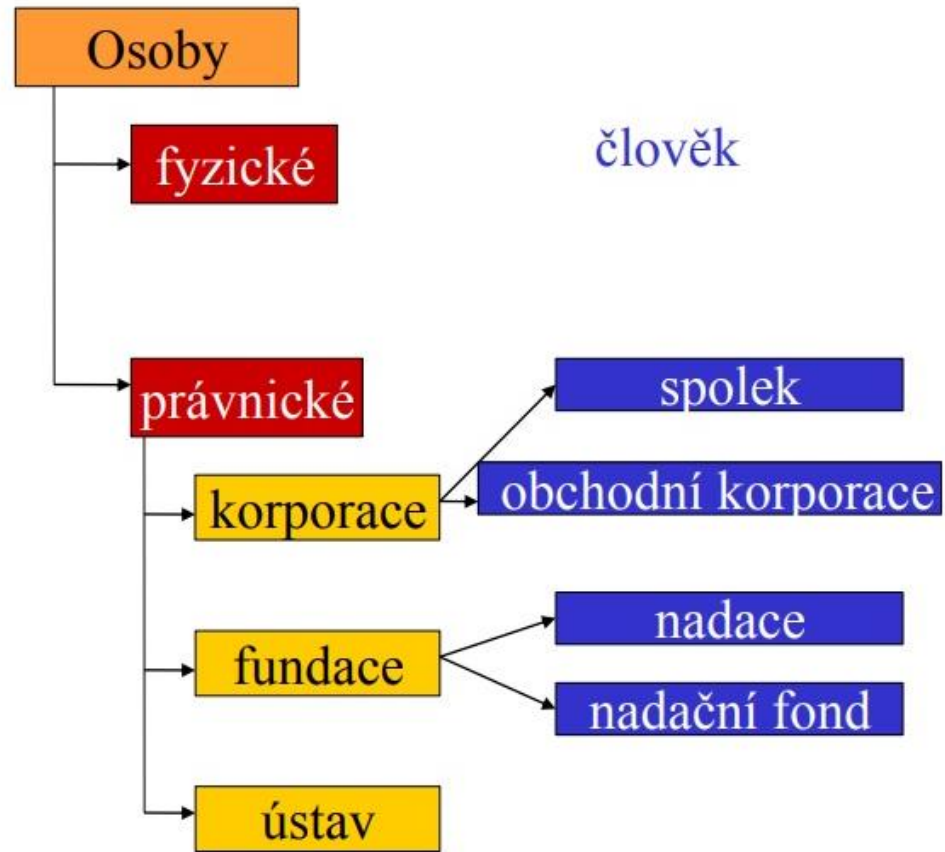 Osoby
fyzické
člověk
právnické
spolek
korporace
obchodní korporace
fundace
nadace
nadační fond
ústav